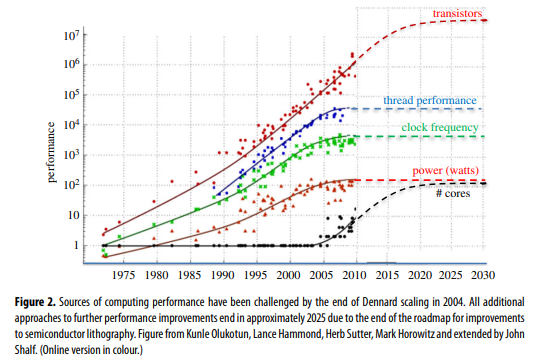 transistors
10⁷
10⁶
10⁵
thread performance
10⁴
clock frequency
10³
power (watts)
10²
# cores
10
1
performance
1975 1980 1985 1990 1995 2000 2005 2010 2015 2020 2025 2030
Figure 2. Sources of computing performance have been challenged by the end of Dennard scaling in 2004. All additional
approaches to further performance improvements end in approximately 2025 due to the end of the roadmap for improvements
to semiconductor lithography. Figure from Kunle Olukotun, Lance Hammond, Herb Sutter, Mark Horowitz and extended by John
Shalf. (Online version in colour.)